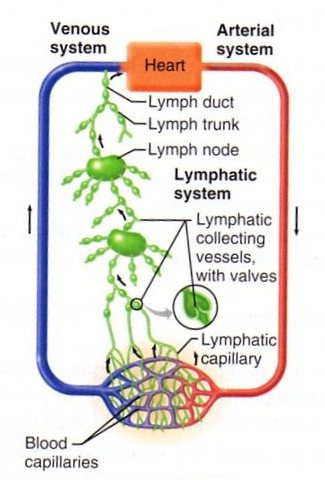 Venous
system
Arterial
system
Heart
Lymph duct
Lymph trunk
Lymph node
Lymphatic
system
Lymphatic
collecting
vessels,
with valves
Lymphatic
capillary
Blood
capillaries